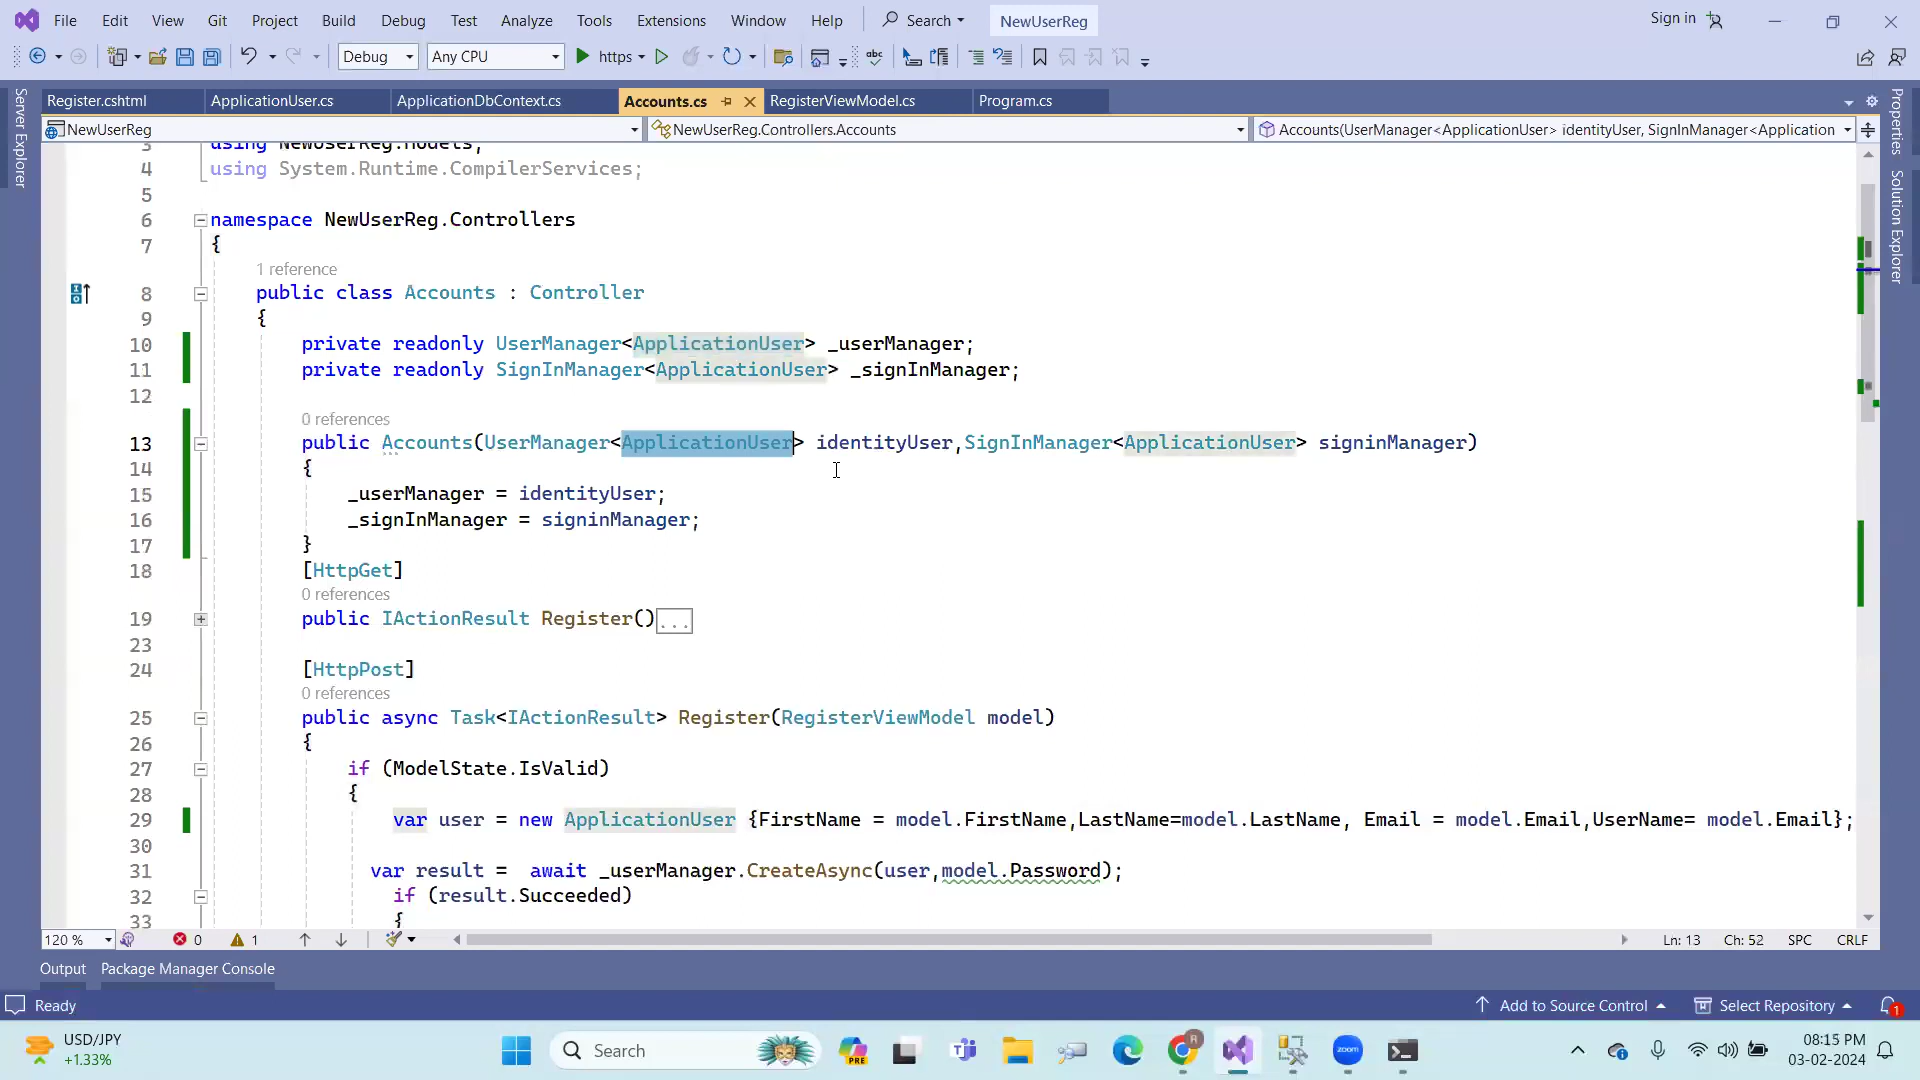 File Edit View Git Project Build Debug Test Analyze Tools Extensions Window Help Search NewUserReg Sign in
Debug Any CPU https
Register.cshtml ApplicationUser.cs ApplicationDbContext.cs Accounts.cs RegisterViewModel.cs Program.cs
NewUserReg NewUserReg.Controllers.Accounts Accounts(UserManager<ApplicationUser> identityUser, SignInManager<Application
Server Explorer
Properties
Solution Explorer
3 using NewUserReg.Models;
4 using System.Runtime.CompilerServices;
5
6 namespace NewUserReg.Controllers
7 {
1 reference
8 public class Accounts : Controller
9 {
10 private readonly UserManager<ApplicationUser> _userManager;
11 private readonly SignInManager<ApplicationUser> _signInManager;
12
0 references
13 public Accounts(UserManager<ApplicationUser> identityUser,SignInManager<ApplicationUser> signinManager)
14 {
15 _userManager = identityUser;
16 _signInManager = signinManager;
17 }
18 [HttpGet]
0 references
19 public IActionResult Register()...
23
24 [HttpPost]
0 references
25 public async Task<IActionResult> Register(RegisterViewModel model)
26 {
27 if (ModelState.IsValid)
28 {
29 var user = new ApplicationUser {FirstName = model.FirstName,LastName=model.LastName, Email = model.Email,UserName= model.Email};
30
31 var result = await _userManager.CreateAsync(user,model.Password);
32 if (result.Succeeded)
33 {
120 % 0 1 Ln: 13 Ch: 52 SPC CRLF
Output Package Manager Console
Ready Add to Source Control Select Repository 1
USD/JPY
+1.33%
Search
PRE
zoom
08:15 PM
03-02-2024